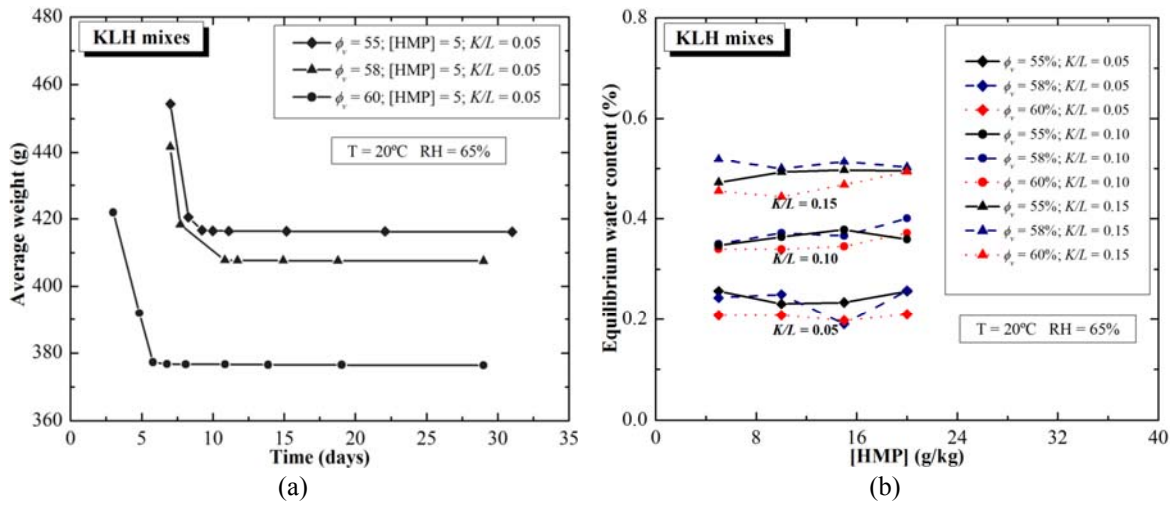 KLH mixes
ϕv = 55; [HMP] = 5; K/L = 0.05
ϕv = 58; [HMP] = 5; K/L = 0.05
ϕv = 60; [HMP] = 5; K/L = 0.05
T = 20ºC RH = 65%
480
460
440
420
400
380
360
Average weight (g)
0 5 10 15 20 25 30 35
Time (days)
(a)
KLH mixes
ϕv = 55%; K/L = 0.05
ϕv = 58%; K/L = 0.05
ϕv = 60%; K/L = 0.05
ϕv = 55%; K/L = 0.10
ϕv = 58%; K/L = 0.10
ϕv = 60%; K/L = 0.10
ϕv = 55%; K/L = 0.15
ϕv = 58%; K/L = 0.15
ϕv = 60%; K/L = 0.15
K/L = 0.15
K/L = 0.10
K/L = 0.05
T = 20ºC RH = 65%
0.8
0.6
0.4
0.2
0.0
Equilibrium water content (%)
0 8 16 24 32 40
[HMP] (g/kg)
(b)